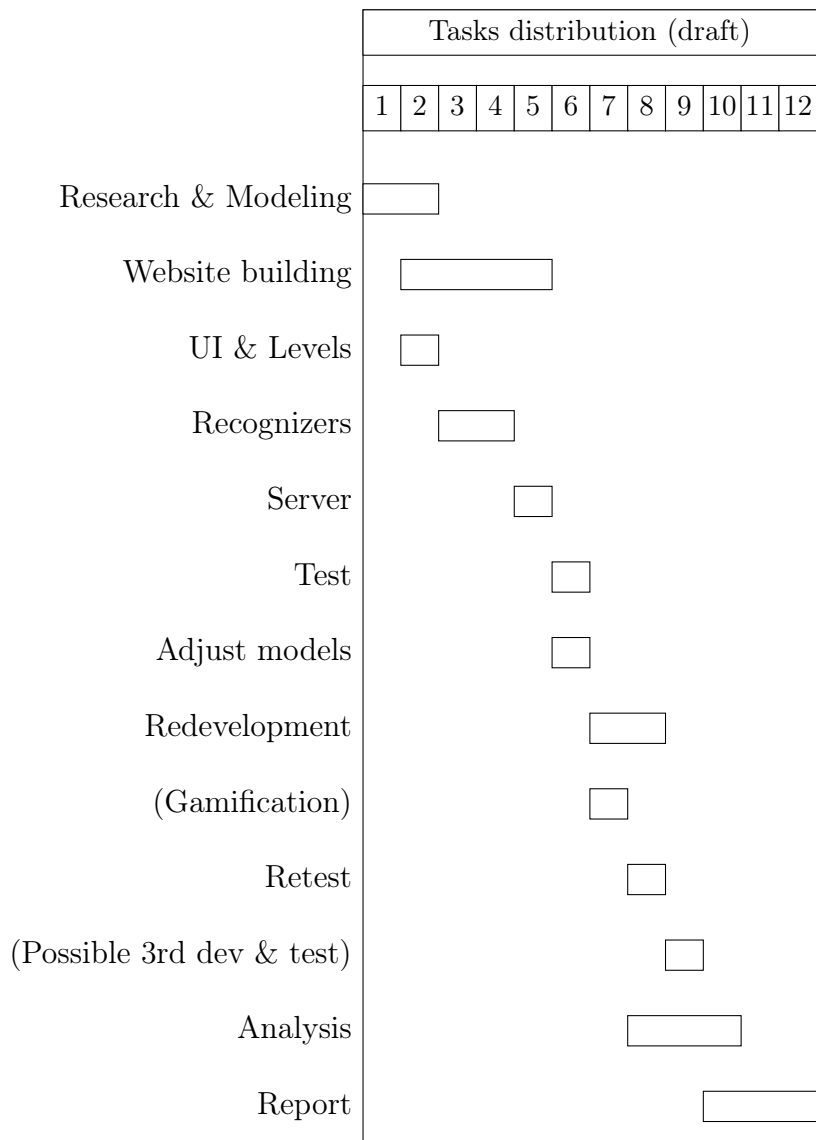 Tasks distribution (draft)
1 2 3 4 5 6 7 8 9 10 11 12
Research & Modeling
Website building
UI & Levels
Recognizers
Server
Test
Adjust models
Redevelopment
(Gamification)
Retest
(Possible 3rd dev & test)
Analysis
Report